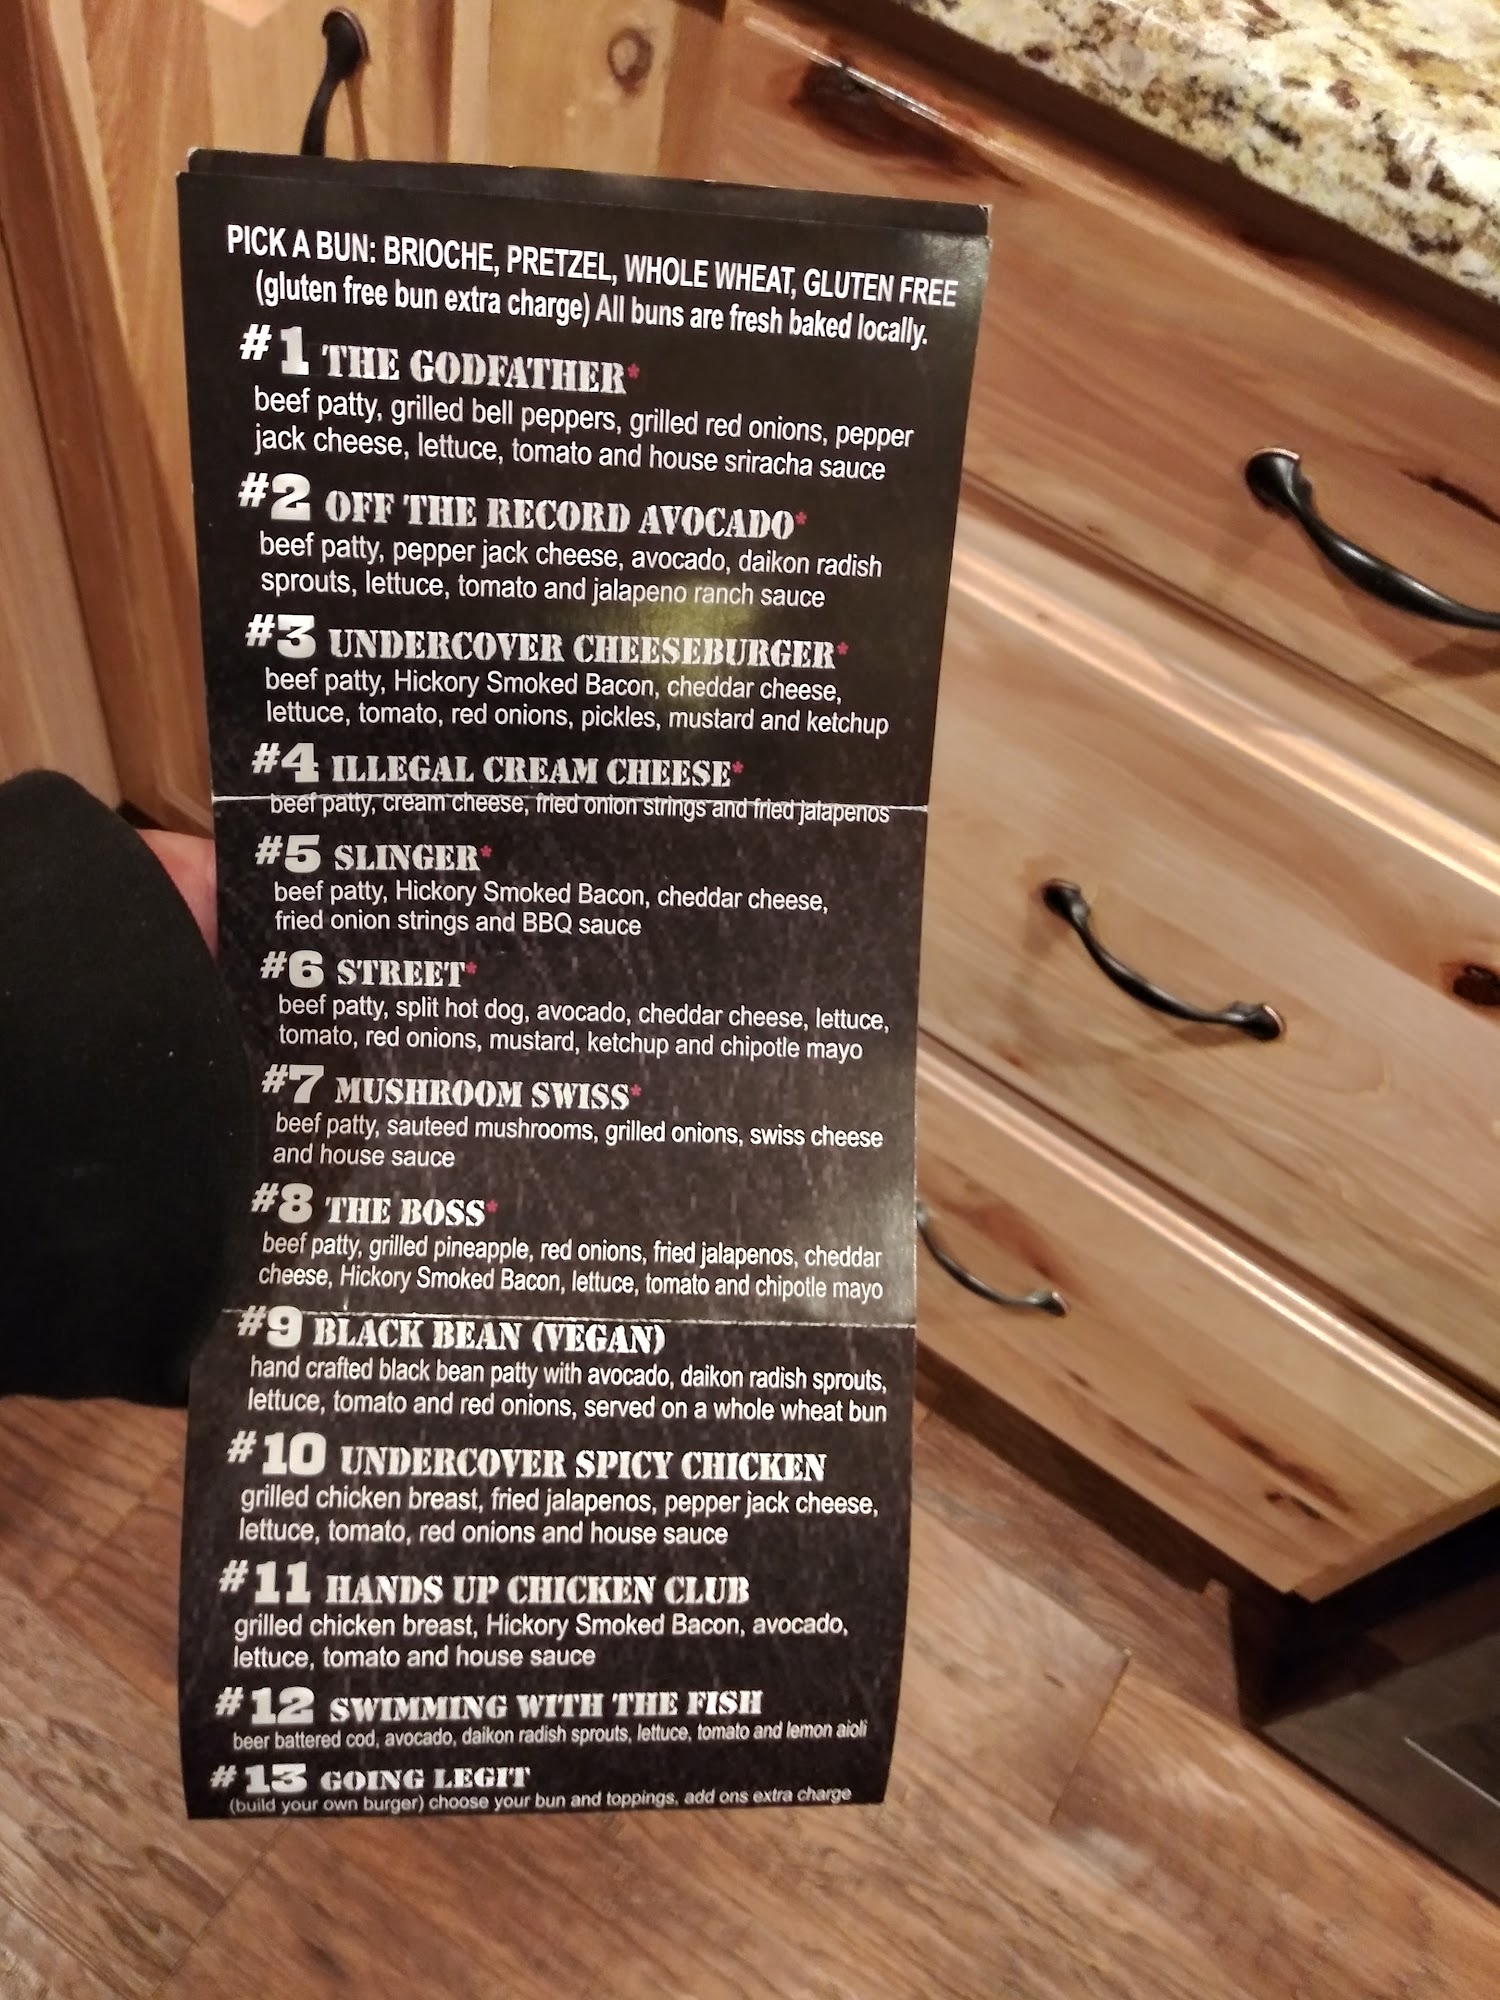 PICK A BUN: BRIOCHE, PRETZEL, WHOLE WHEAT, GLUTEN FREE
(gluten free bun extra charge) All buns are fresh baked locally.
#1 THE GODFATHER*
beef patty, grilled bell peppers, grilled red onions, pepper
jack cheese, lettuce, tomato and house sriracha sauce
#2 OFF THE RECORD AVOCADO*
beef patty, pepper jack cheese, avocado, daikon radish
sprouts, lettuce, tomato and jalapeno ranch sauce
#3 UNDERCOVER CHEESEBURGER*
beef patty, Hickory Smoked Bacon, cheddar cheese,
lettuce, tomato, red onions, pickles, mustard and ketchup
#4 ILLEGAL CREAM CHEESE*
beef patty, cream cheese, fried onion strings and fried jalapenos
#5 SLINGER*
beef patty, Hickory Smoked Bacon, cheddar cheese,
fried onion strings and BBQ sauce
#6 STREET*
beef patty, split hot dog, avocado, cheddar cheese, lettuce,
tomato, red onions, mustard, ketchup and chipotle mayo
#7 MUSHROOM SWISS*
beef patty, sauteed mushrooms, grilled onions, swiss cheese
and house sauce
#8 THE BOSS*
beef patty, grilled pineapple, red onions, fried jalapenos, cheddar
cheese, Hickory Smoked Bacon, lettuce, tomato and chipotle mayo
#9 BLACK BEAN (VEGAN)
hand crafted black bean patty with avocado, daikon radish sprouts,
lettuce, tomato and red onions, served on a whole wheat bun
#10 UNDERCOVER SPICY CHICKEN
grilled chicken breast, fried jalapenos, pepper jack cheese,
lettuce, tomato, red onions and house sauce
#11 HANDS UP CHICKEN CLUB
grilled chicken breast, Hickory Smoked Bacon, avocado,
lettuce, tomato and house sauce
#12 SWIMMING WITH THE FISH
beer battered cod, avocado, daikon radish sprouts, lettuce, tomato and lemon aioli
#13 GOING LEGIT
(build your own burger) choose your bun and toppings, add ons extra charge